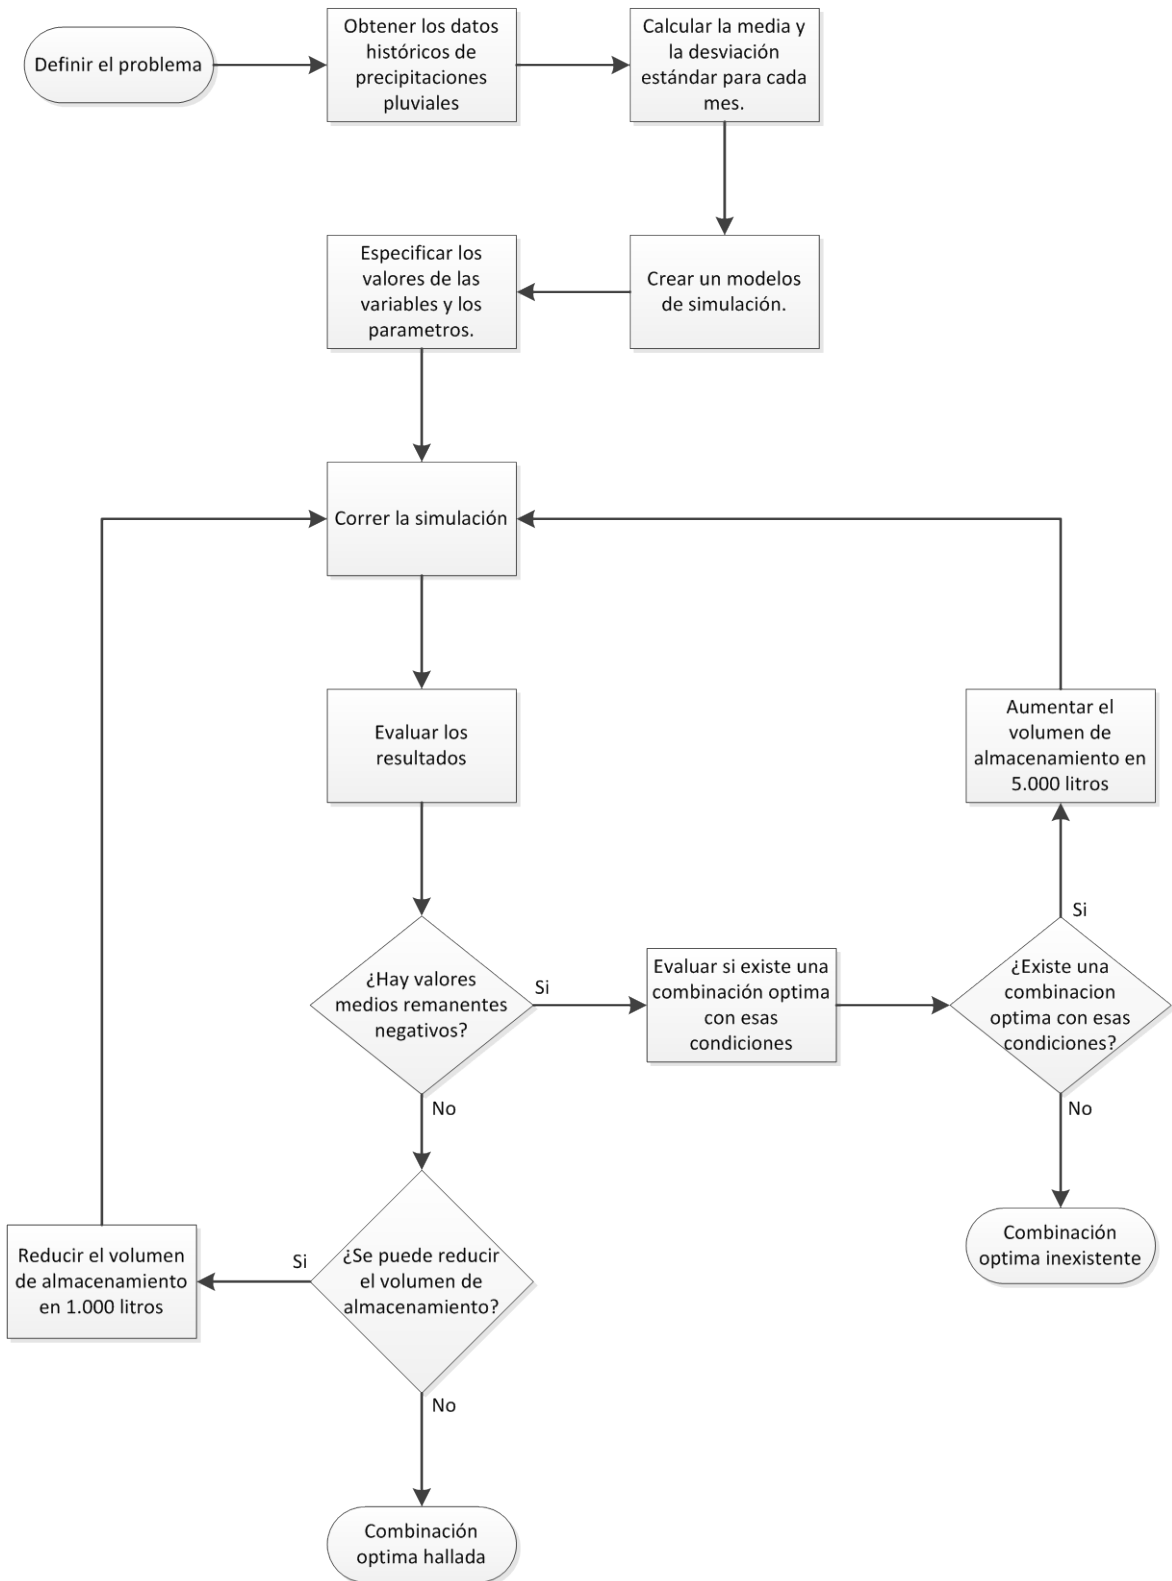 Definir el problema
Obtener los datos
históricos de
precipitaciones
pluviales
Calcular la media y
la desviación
estándar para cada
mes.
Crear un modelos
de simulación.
Especificar los
valores de las
variables y los
parametros.
Correr la simulación
Evaluar los
resultados
¿Hay valores
medios remanentes
negativos?
Si
No
Evaluar si existe una
combinación optima
con esas
condiciones
¿Existe una
combinacion
optima con esas
condiciones?
Si
No
Aumentar el
volumen de
almacenamiento en
5.000 litros
Combinación
optima inexistente
¿Se puede reducir
el volumen de
almacenamiento?
Si
No
Reducir el volumen
de almacenamiento
en 1.000 litros
Combinación
optima hallada